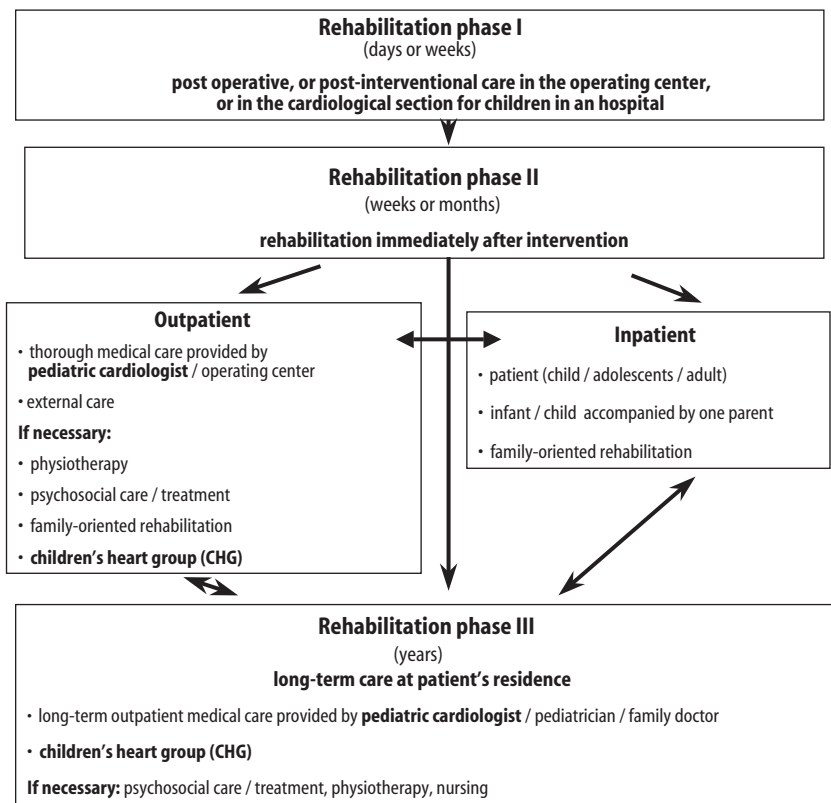 Rehabilitation phase I
(days or weeks)
post operative, or post-interventional care in the operating center,
or in the cardiological section for children in an hospital
Rehabilitation phase II
(weeks or months)
rehabilitation immediately after intervention
Outpatient
• thorough medical care provided by
pediatric cardiologist / operating center
• external care
If necessary:
• physiotherapy
• psychosocial care / treatment
• family-oriented rehabilitation
• children's heart group (CHG)
Inpatient
• patient (child / adolescents / adult)
• infant / child accompanied by one parent
• family-oriented rehabilitation
Rehabilitation phase III
(years)
long-term care at patient's residence
• long-term outpatient medical care provided by pediatric cardiologist / pediatrician / family doctor
• children's heart group (CHG)
If necessary: psychosocial care / treatment, physiotherapy, nursing